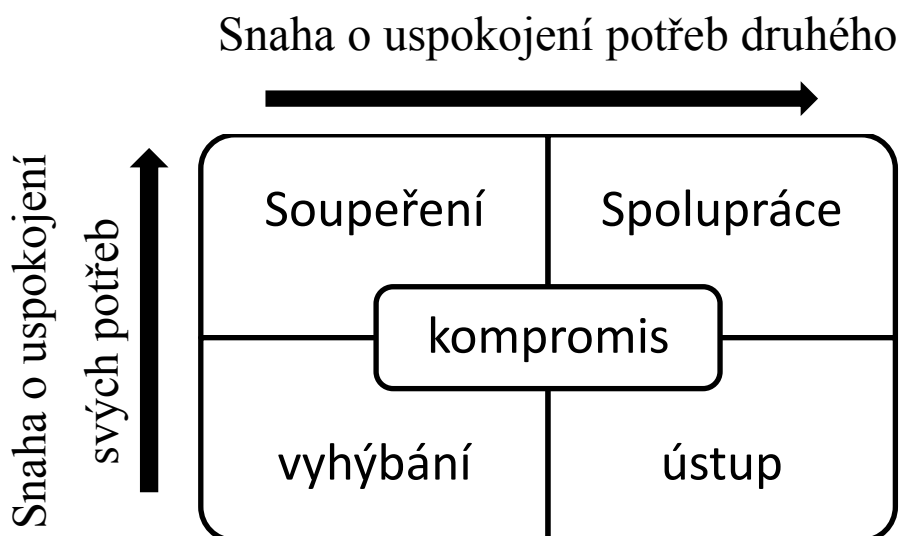 Snaha o uspokojení potřeb druhého
Snaha o uspokojení
svých potřeb
Soupeření
Spolupráce
kompromis
vyhýbání
ústup